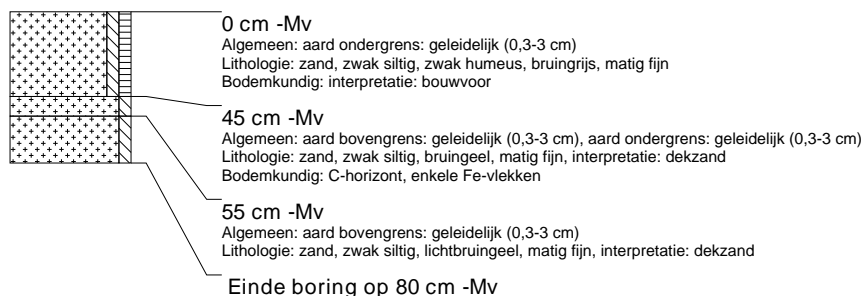 0 cm -Mv
Algemeen: aard ondergrens: geleidelijk (0,3-3 cm)
Lithologie: zand, zwak siltig, zwak humeus, bruingrijs, matig fijn
Bodemkundig: interpretatie: bouwvoor
45 cm -Mv
Algemeen: aard bovengrens: geleidelijk (0,3-3 cm), aard ondergrens: geleidelijk (0,3-3 cm)
Lithologie: zand, zwak siltig, bruingeel, matig fijn, interpretatie: dekzand
Bodemkundig: C-horizont, enkele Fe-vlekken
55 cm -Mv
Algemeen: aard bovengrens: geleidelijk (0,3-3 cm)
Lithologie: zand, zwak siltig, lichtbruingeel, matig fijn, interpretatie: dekzand
Einde boring op 80 cm -Mv